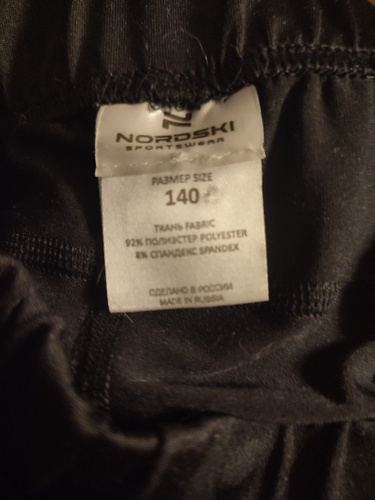 NORDSKI
SPORTSWEAR
РАЗМЕР SIZE
140
ТКАНЬ FABRIC
92% ПОЛИЭСТЕР POLYESTER
8% СПАНДЕКС SPANDEX
СДЕЛАНО В РОССИИ
MADE IN RUSSIA